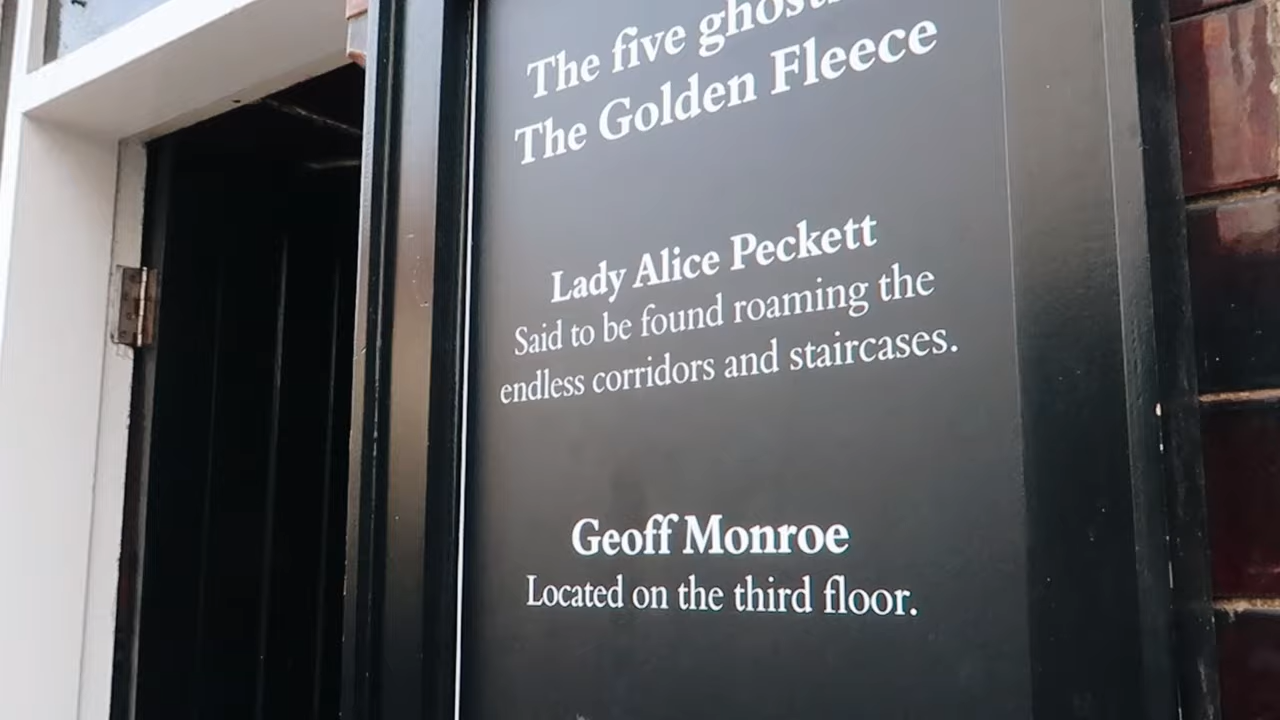 The five
The Golden Fleece
Lady Alice Peckett
Said to be found roaming the
endless corridors and staircases.
Geoff Monroe
Located on the third floor.